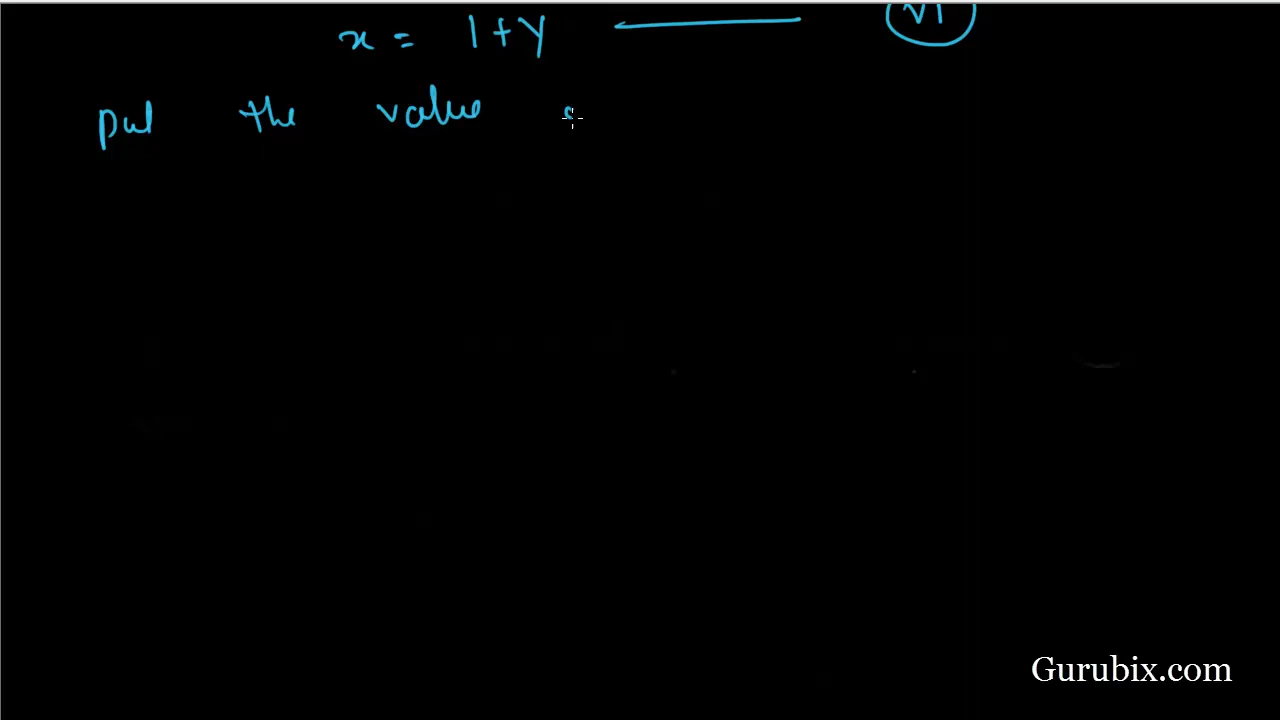 x = 1 + y VI
put the value
Gurubix.com